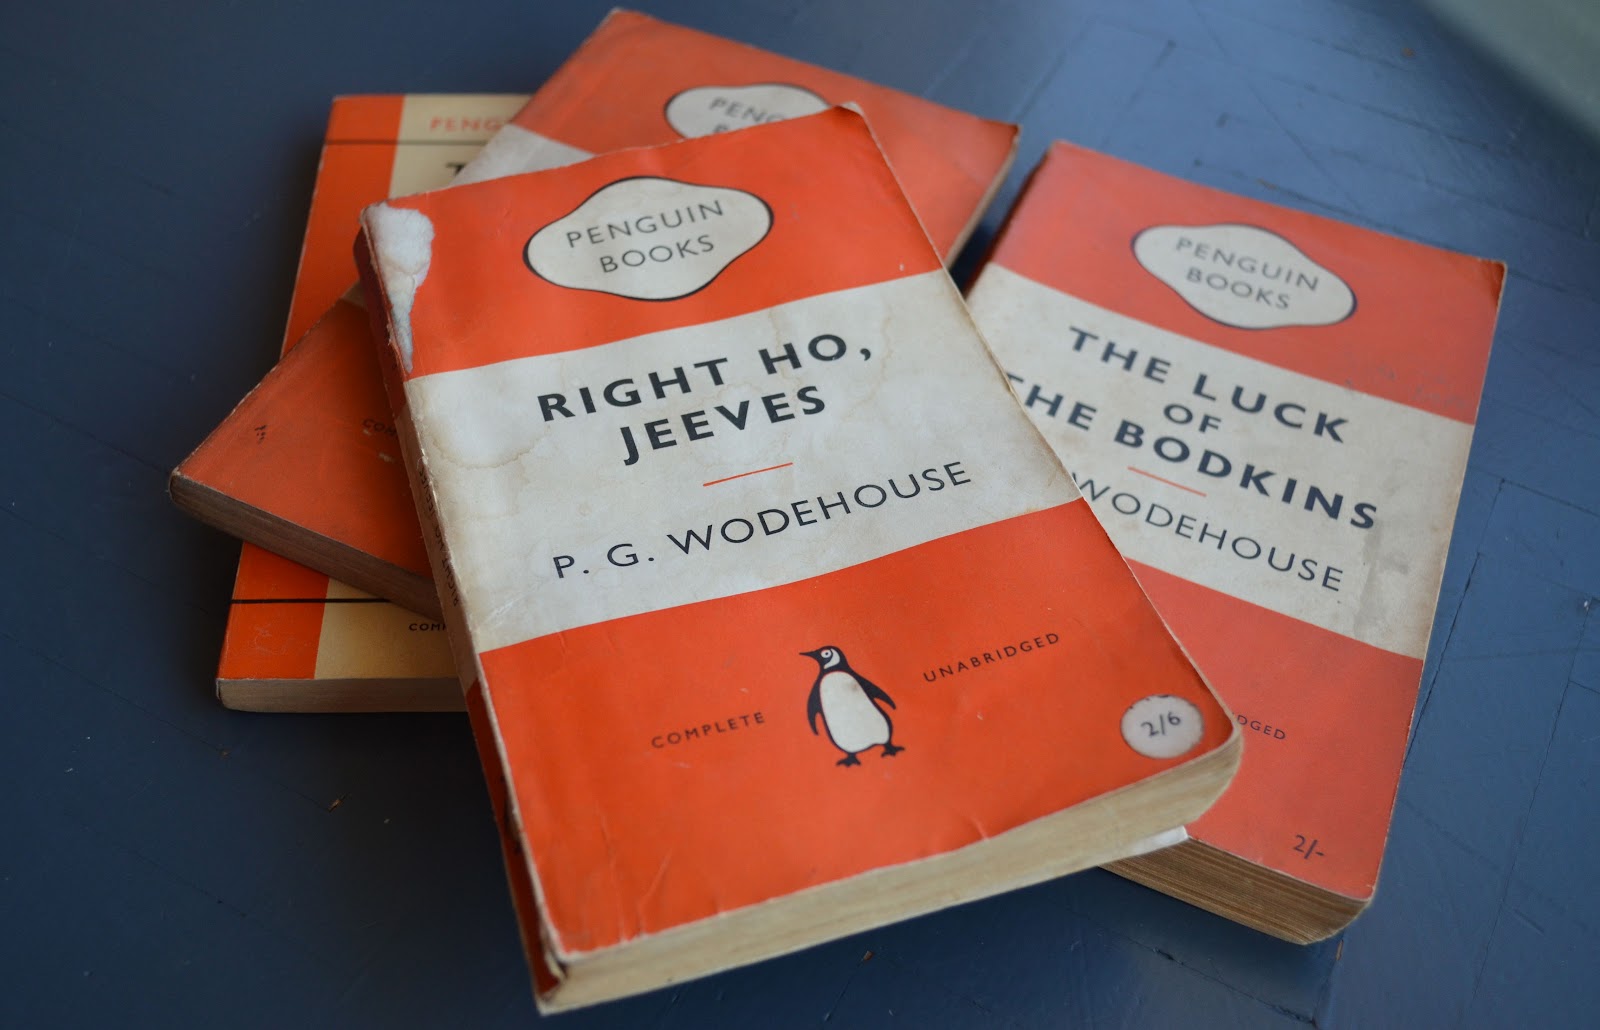 PENGUIN
BOOKS
RIGHT HO,
JEEVES
P. G. WODEHOUSE
COMPLETE
UNABRIDGED
2/6
PENGUIN
BOOKS
THE LUCK
OF
THE BODKINS
WODEHOUSE
2/-